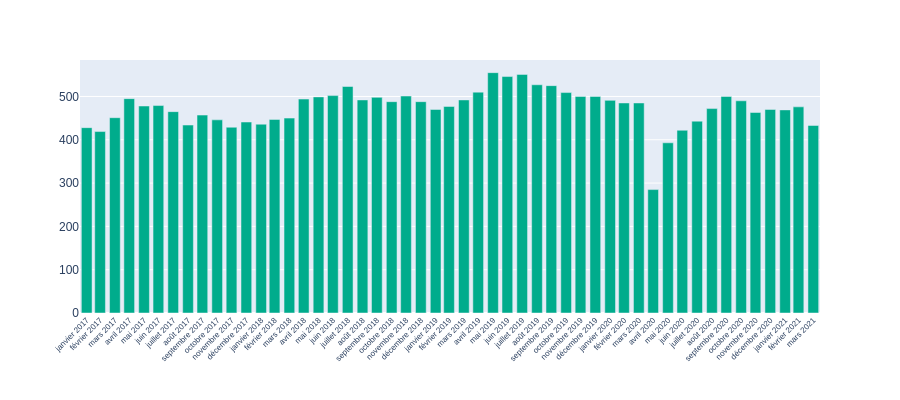 500
400
300
200
100
0
janvier 2017
février 2017
mars 2017
avril 2017
mai 2017
juin 2017
juillet 2017
août 2017
septembre 2017
octobre 2017
novembre 2017
décembre 2017
janvier 2018
février 2018
mars 2018
avril 2018
mai 2018
juin 2018
juillet 2018
août 2018
septembre 2018
octobre 2018
novembre 2018
décembre 2018
janvier 2019
février 2019
mars 2019
avril 2019
mai 2019
juin 2019
juillet 2019
août 2019
septembre 2019
octobre 2019
novembre 2019
décembre 2019
janvier 2020
février 2020
mars 2020
avril 2020
mai 2020
juin 2020
juillet 2020
août 2020
septembre 2020
octobre 2020
novembre 2020
décembre 2020
janvier 2021
février 2021
mars 2021